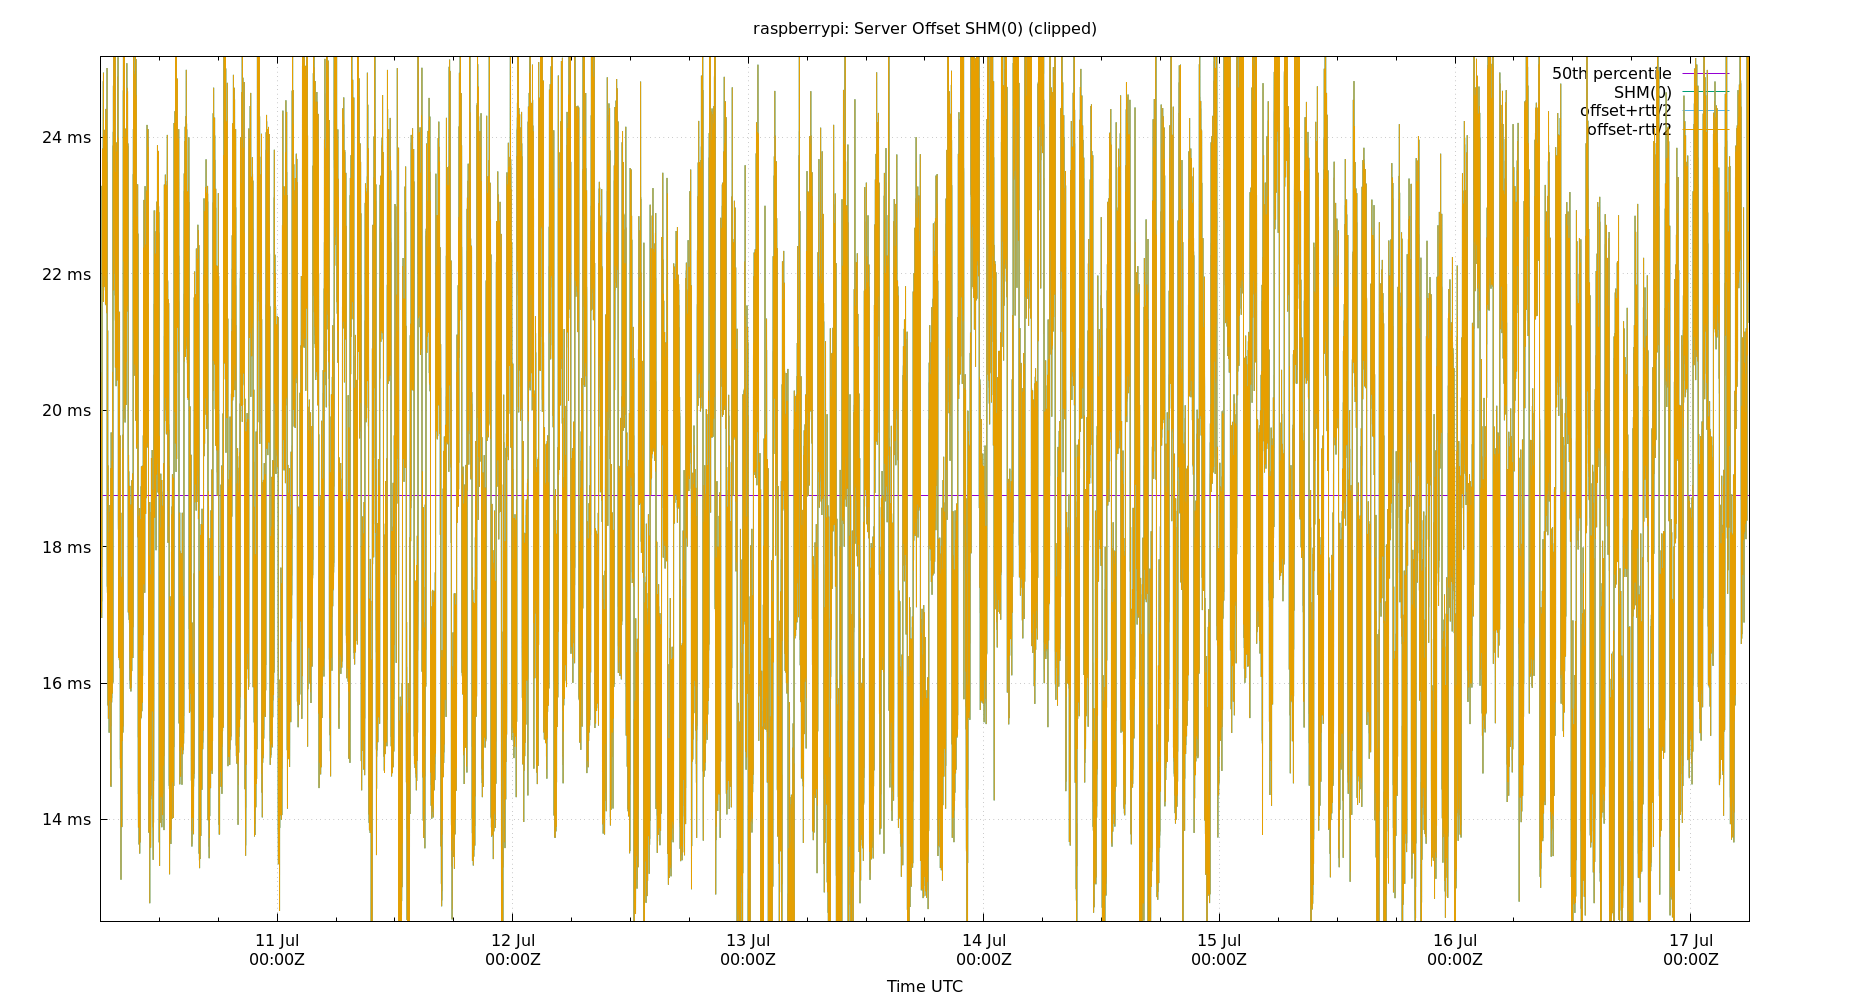 raspberrypi: Server Offset SHM(0) (clipped)
50th percentile
SHM(0)
offset+rtt/2
offset-rtt/2
24 ms
22 ms
20 ms
18 ms
16 ms
14 ms
11 Jul 12 Jul 13 Jul 14 Jul 15 Jul 16 Jul 17 Jul
00:00Z 00:00Z 00:00Z 00:00Z 00:00Z 00:00Z 00:00Z
Time UTC